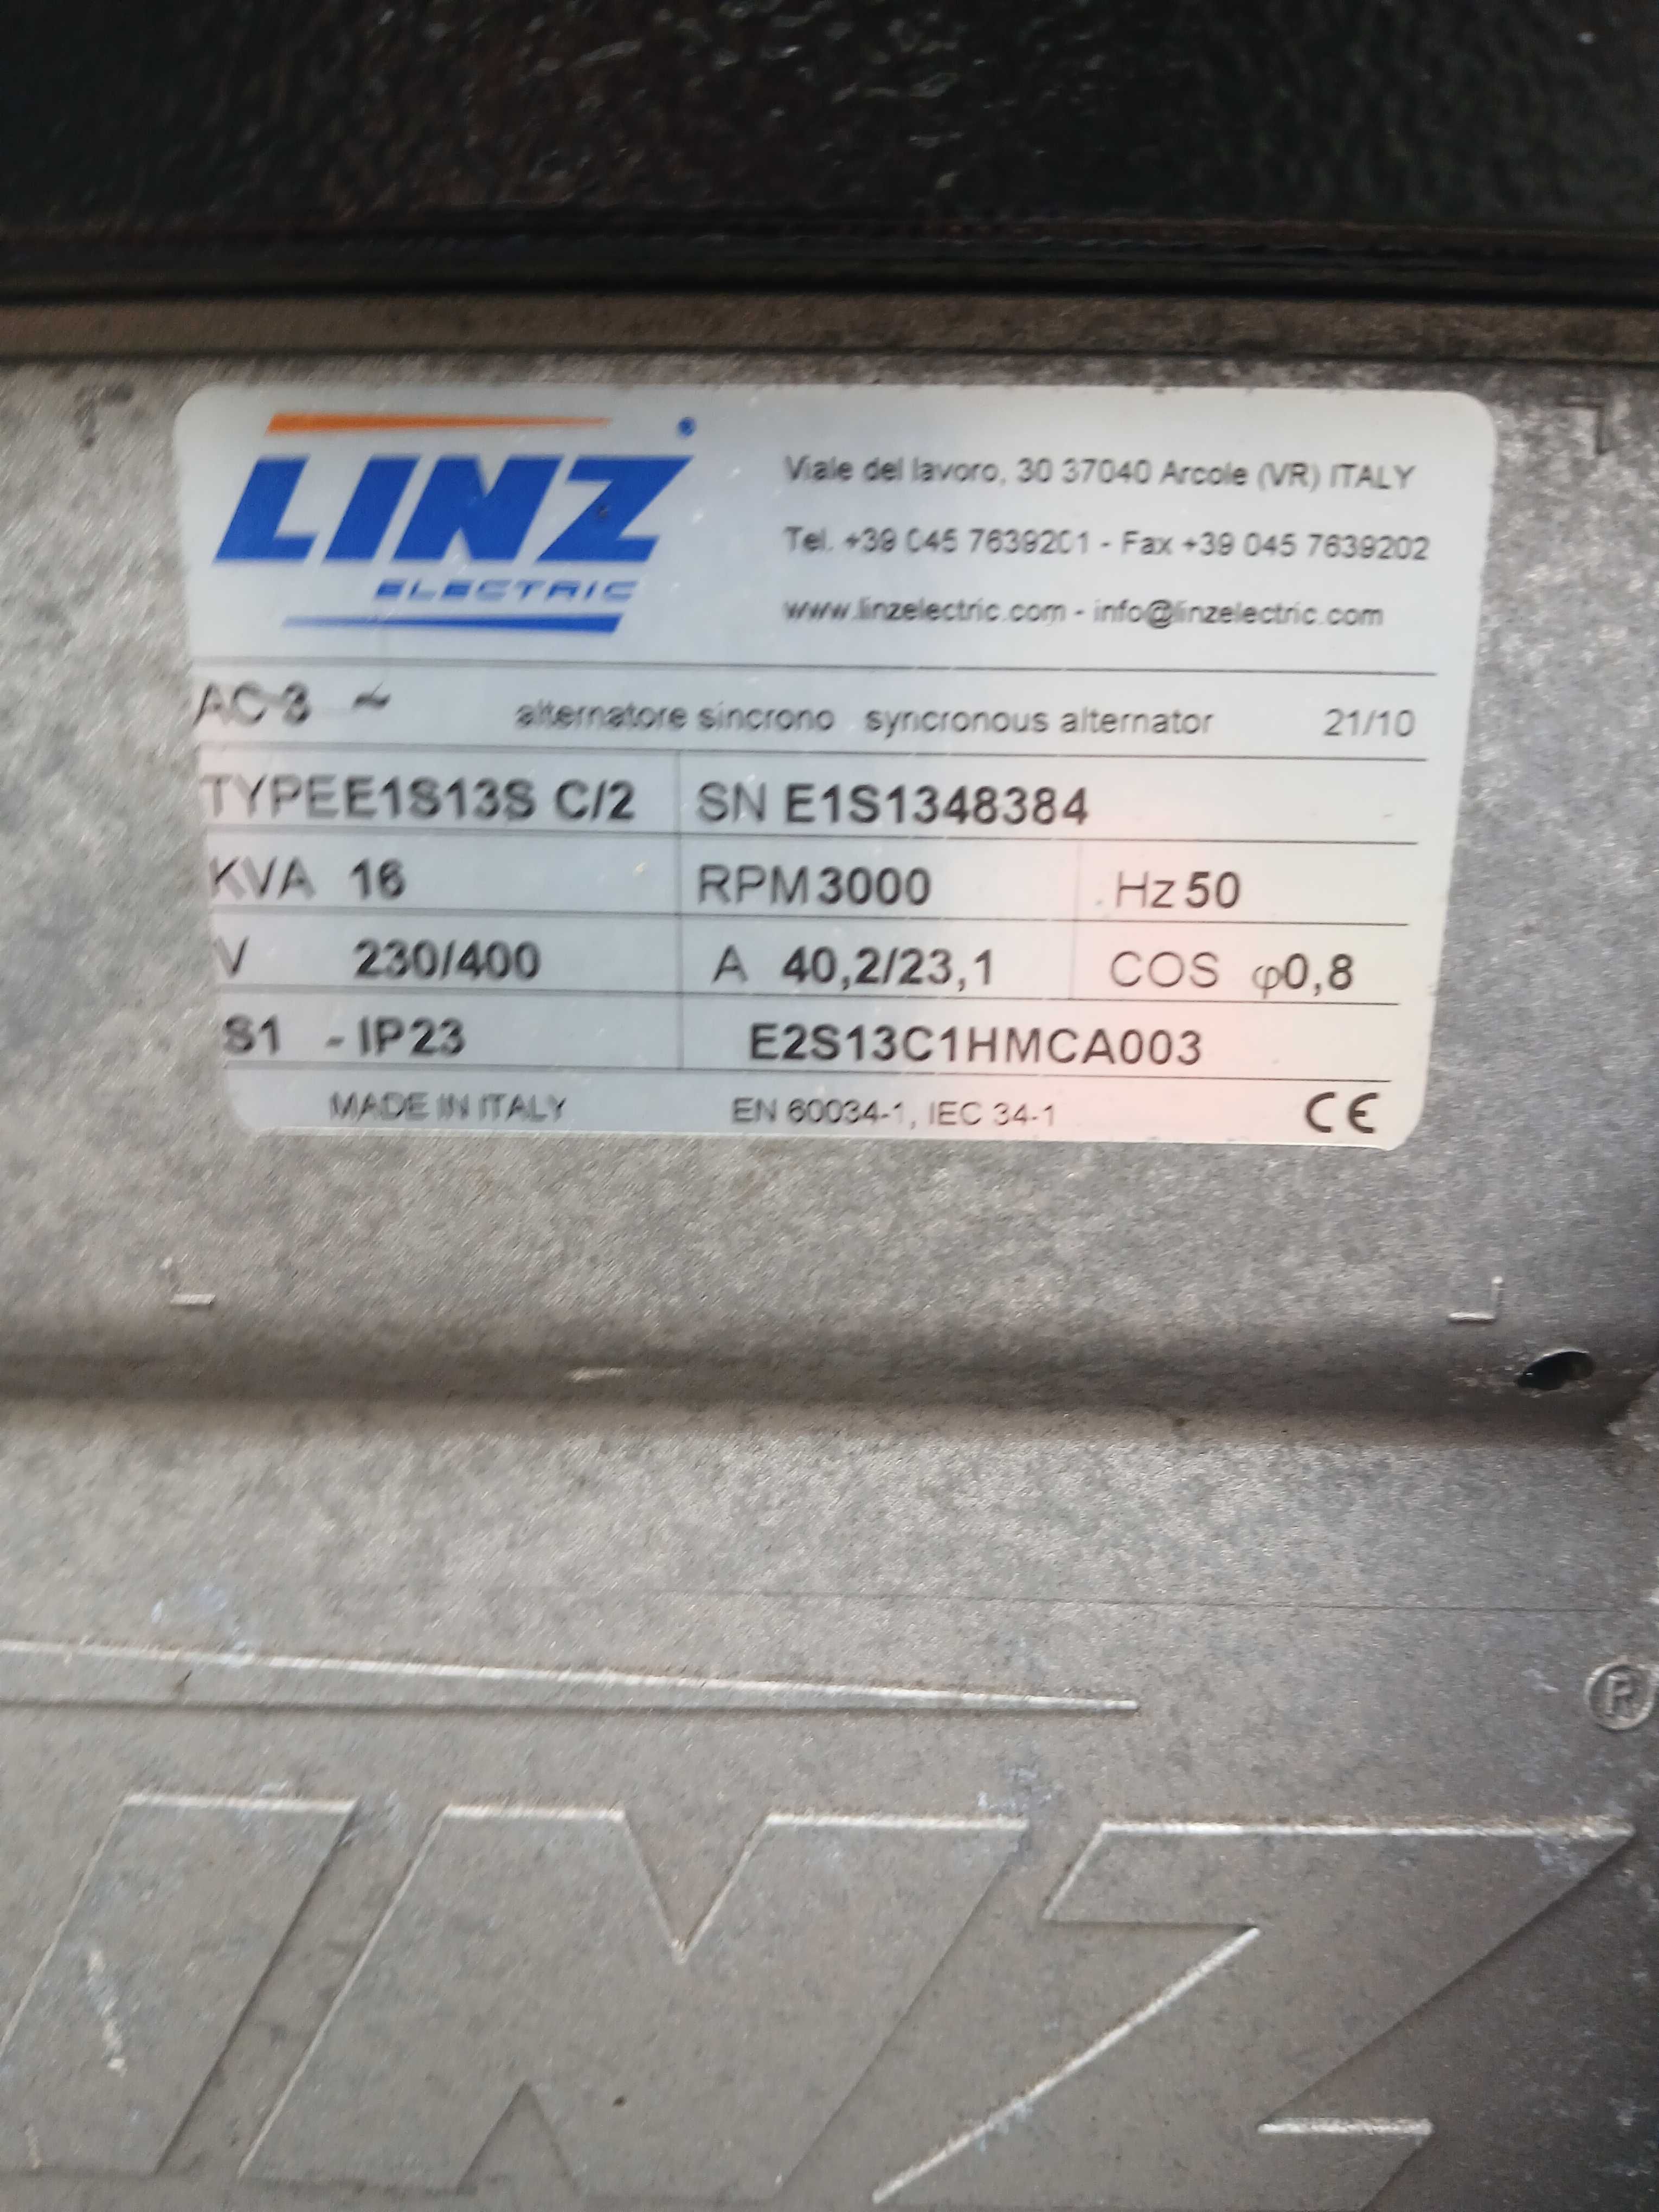 LINZ ®
ELECTRIC
Viale del lavoro, 30 37040 Arcole (VR) ITALY
Tel. +39 045 7639201 - Fax +39 045 7639202
www.linzelectric.com - info@linzelectric.com
AC 3 ~ alternatore sincrono syncronous alternator 21/10
TYPE E1S13S C/2 SN E1S1348384
KVA 16 RPM 3000 Hz 50
V 230/400 A 40,2/23,1 COS φ 0,8
S1 - IP23 E2S13C1HMCA003
MADE IN ITALY EN 60034-1, IEC 34-1 CE
®
INZ